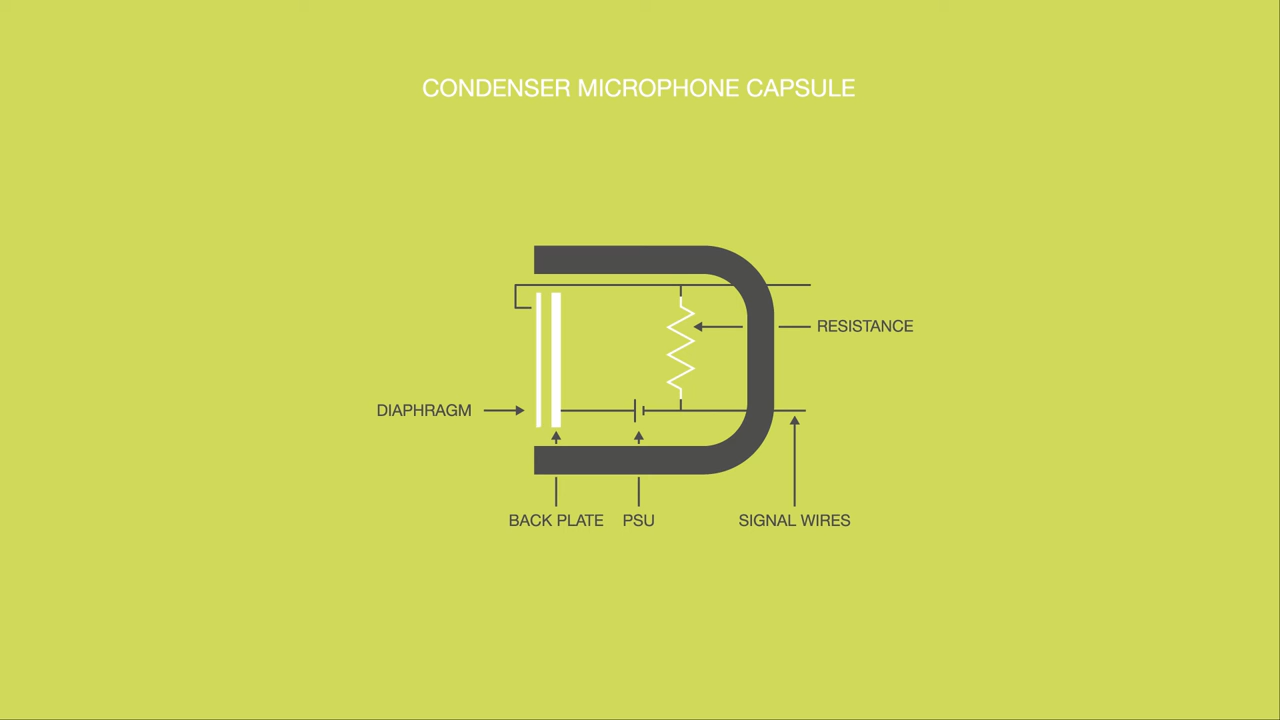 CONDENSER MICROPHONE CAPSULE
RESISTANCE
DIAPHRAGM
BACK PLATE
PSU
SIGNAL WIRES